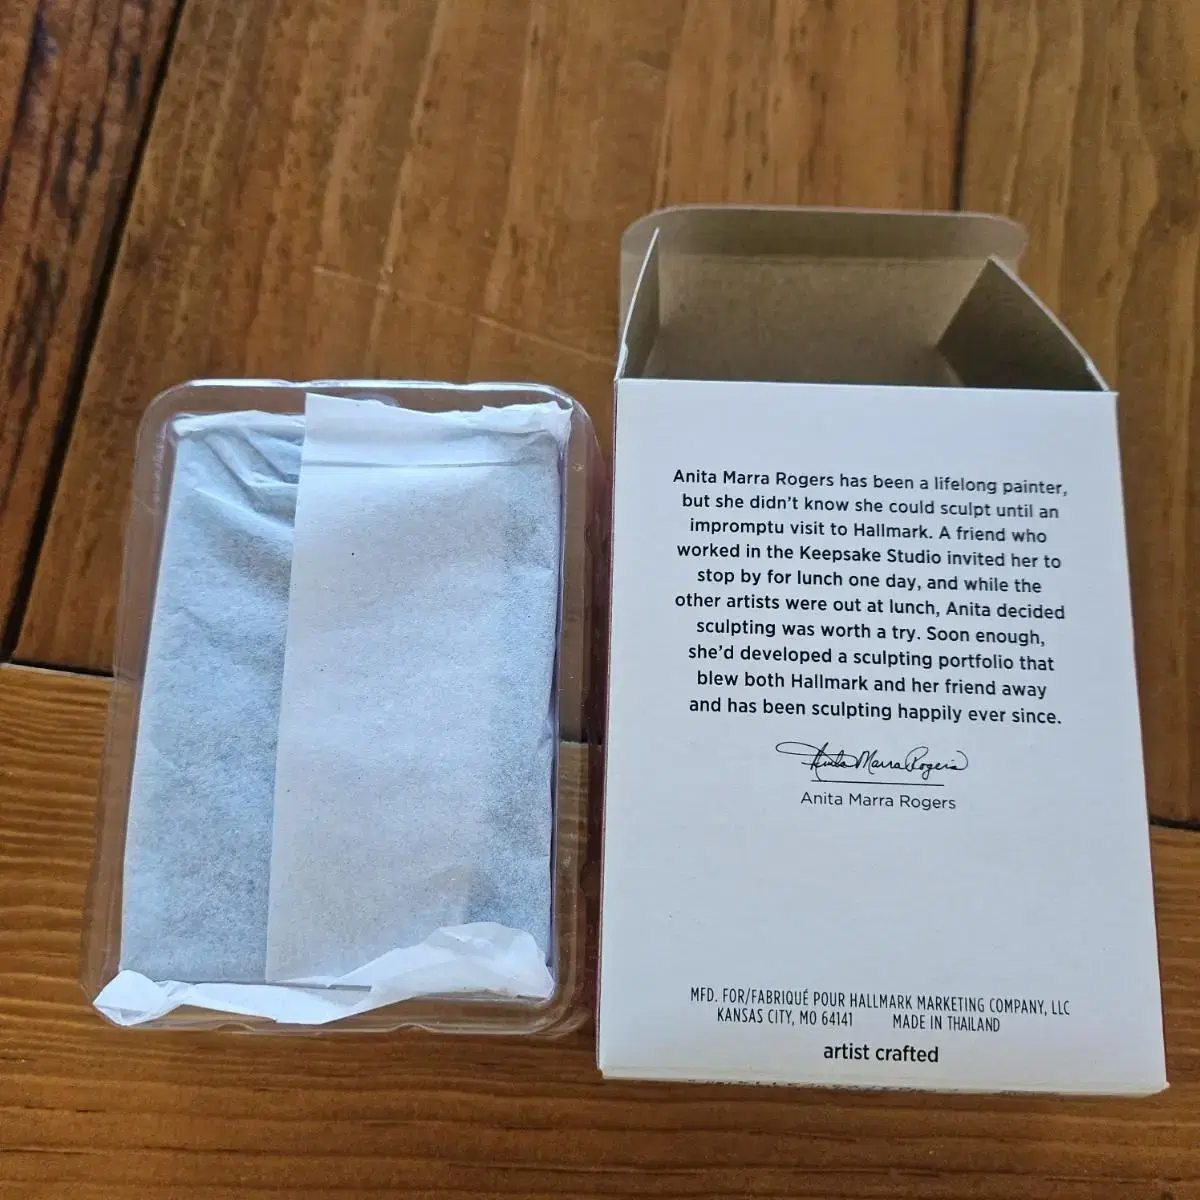 Anita Marra Rogers has been a lifelong painter,
but she didn't know she could sculpt until an
impromptu visit to Hallmark. A friend who
worked in the Keepsake Studio invited her to
stop by for lunch one day, and while the
other artists were out at lunch, Anita decided
sculpting was worth a try. Soon enough,
she'd developed a sculpting portfolio that
blew both Hallmark and her friend away
and has been sculpting happily ever since.
Anita Marra Rogers
Anita Marra Rogers
MFD. FOR/FABRIQUÉ POUR HALLMARK MARKETING COMPANY, LLC
KANSAS CITY, MO 64141 MADE IN THAILAND
artist crafted